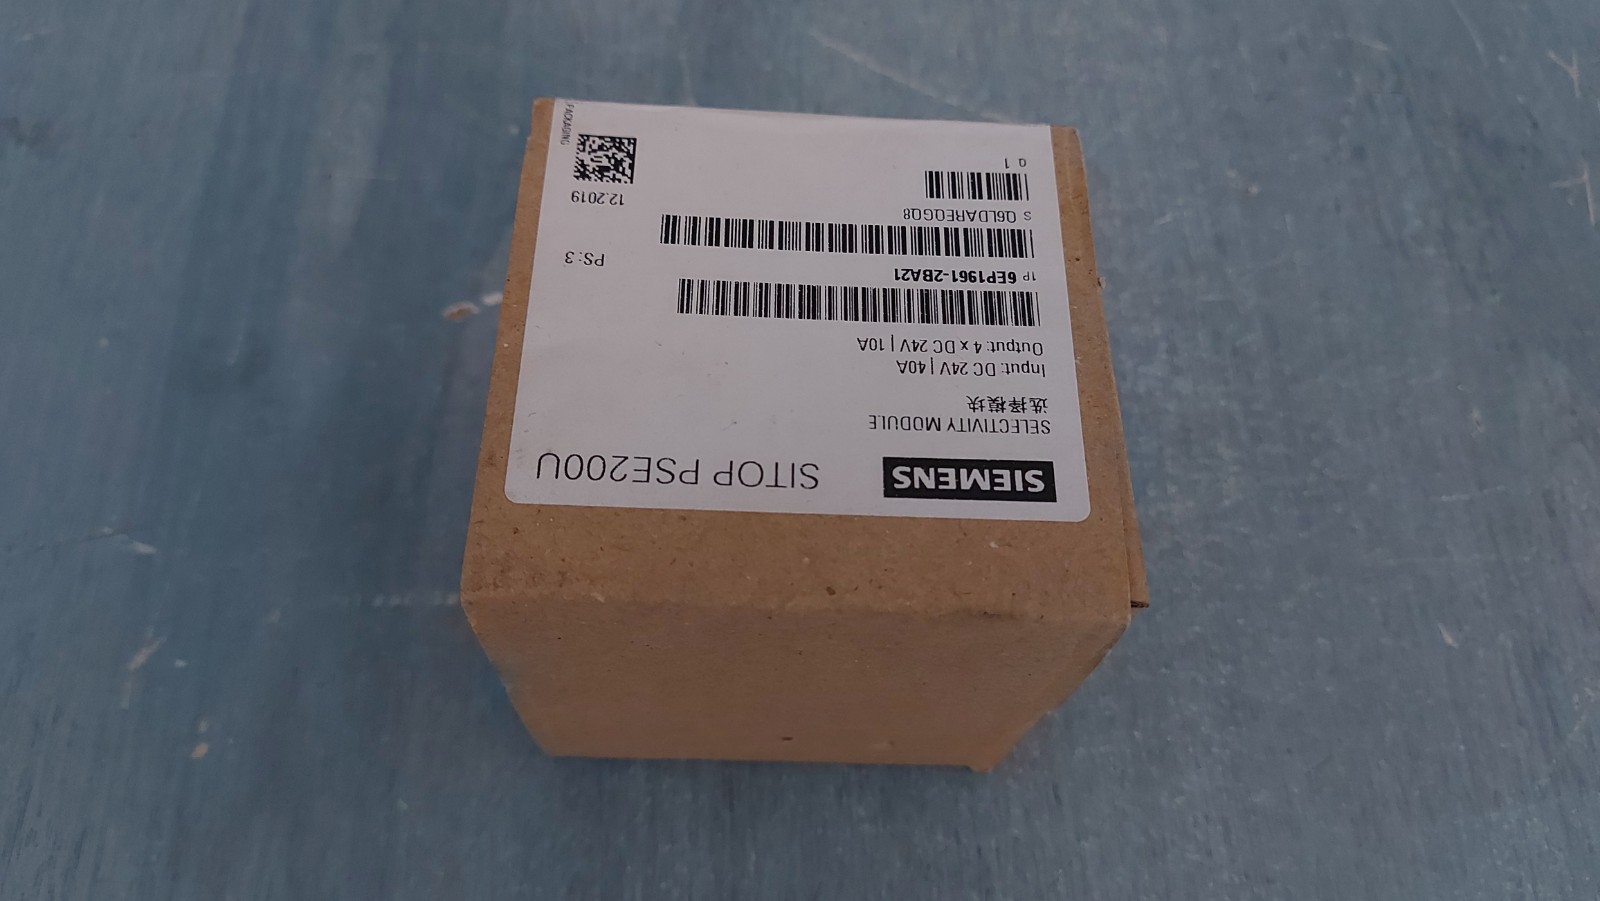 SIEMENS SITOP PSE200U
SELECTIVITY MODULE
选择模块
Input: DC 24V | 40A
Output: 4 x DC 24V | 10A
1P 6EP1961-2BA21
PS:3
S Q6LDAREQGQ8
12.2019
Q 1
PACKAGING